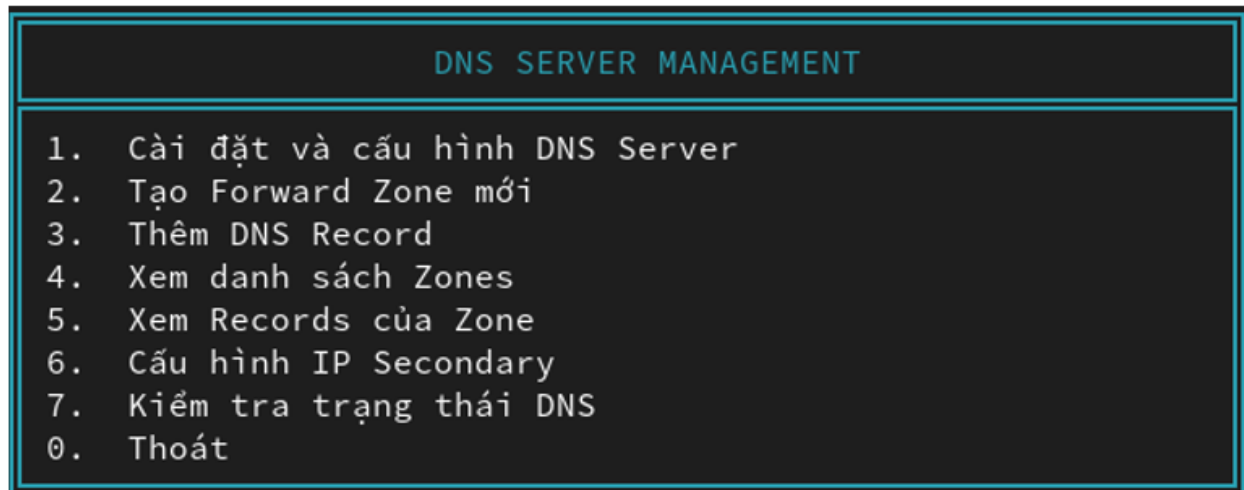 DNS SERVER MANAGEMENT
1. Cài đặt và cấu hình DNS Server
2. Tạo Forward Zone mới
3. Thêm DNS Record
4. Xem danh sách Zones
5. Xem Records của Zone
6. Cấu hình IP Secondary
7. Kiểm tra trạng thái DNS
0. Thoát